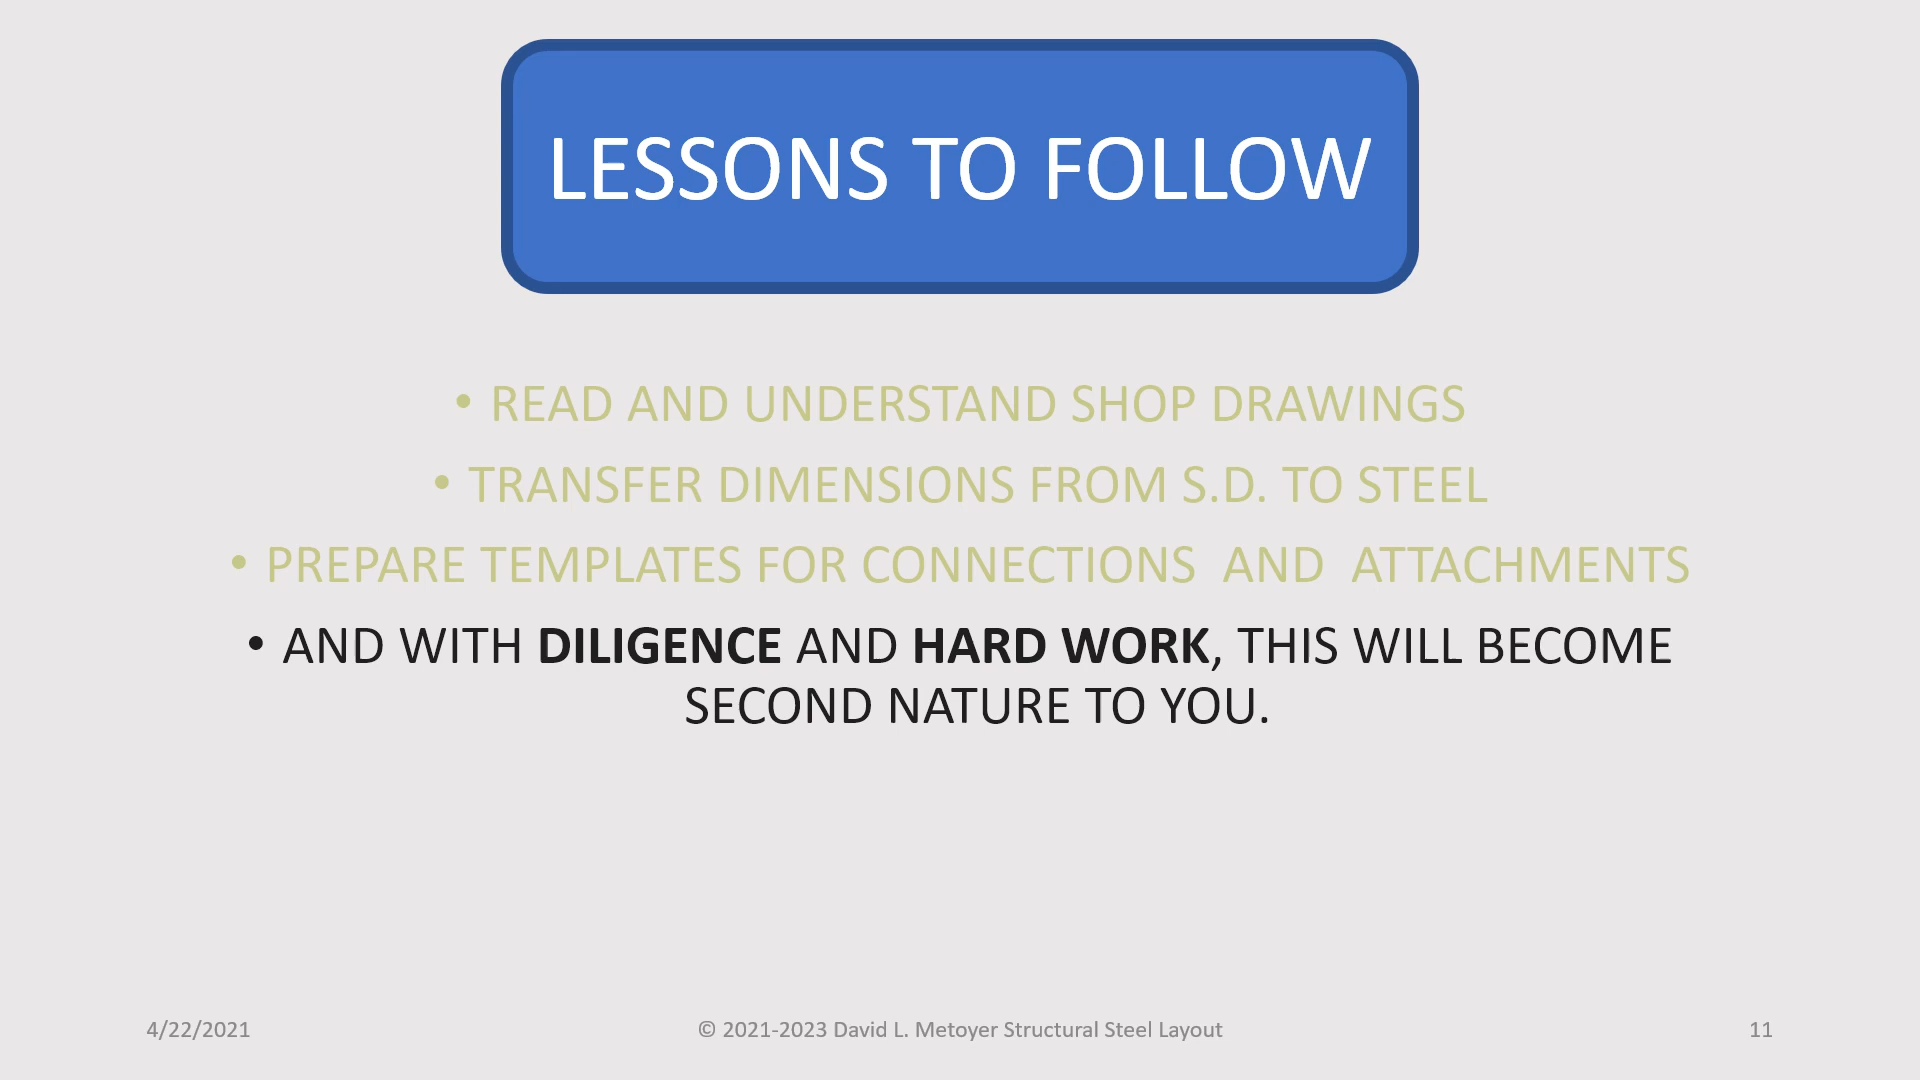 LESSONS TO FOLLOW
• READ AND UNDERSTAND SHOP DRAWINGS
• TRANSFER DIMENSIONS FROM S.D. TO STEEL
• PREPARE TEMPLATES FOR CONNECTIONS  AND  ATTACHMENTS
• AND WITH DILIGENCE AND HARD WORK, THIS WILL BECOME
SECOND NATURE TO YOU.
4/22/2021
© 2021-2023 David L. Metoyer Structural Steel Layout
11